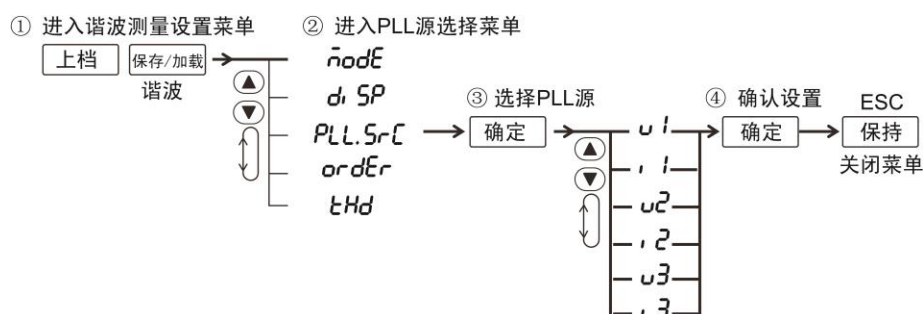 ① 进入谐波测量设置菜单
② 进入PLL源选择菜单
上档
保存/加载
谐波
modE
di SP
PLL.SrC
ordEr
tHd
③ 选择PLL源
确定
u1
i1
u2
i2
u3
i3
④ 确认设置
确定
ESC
保持
关闭菜单